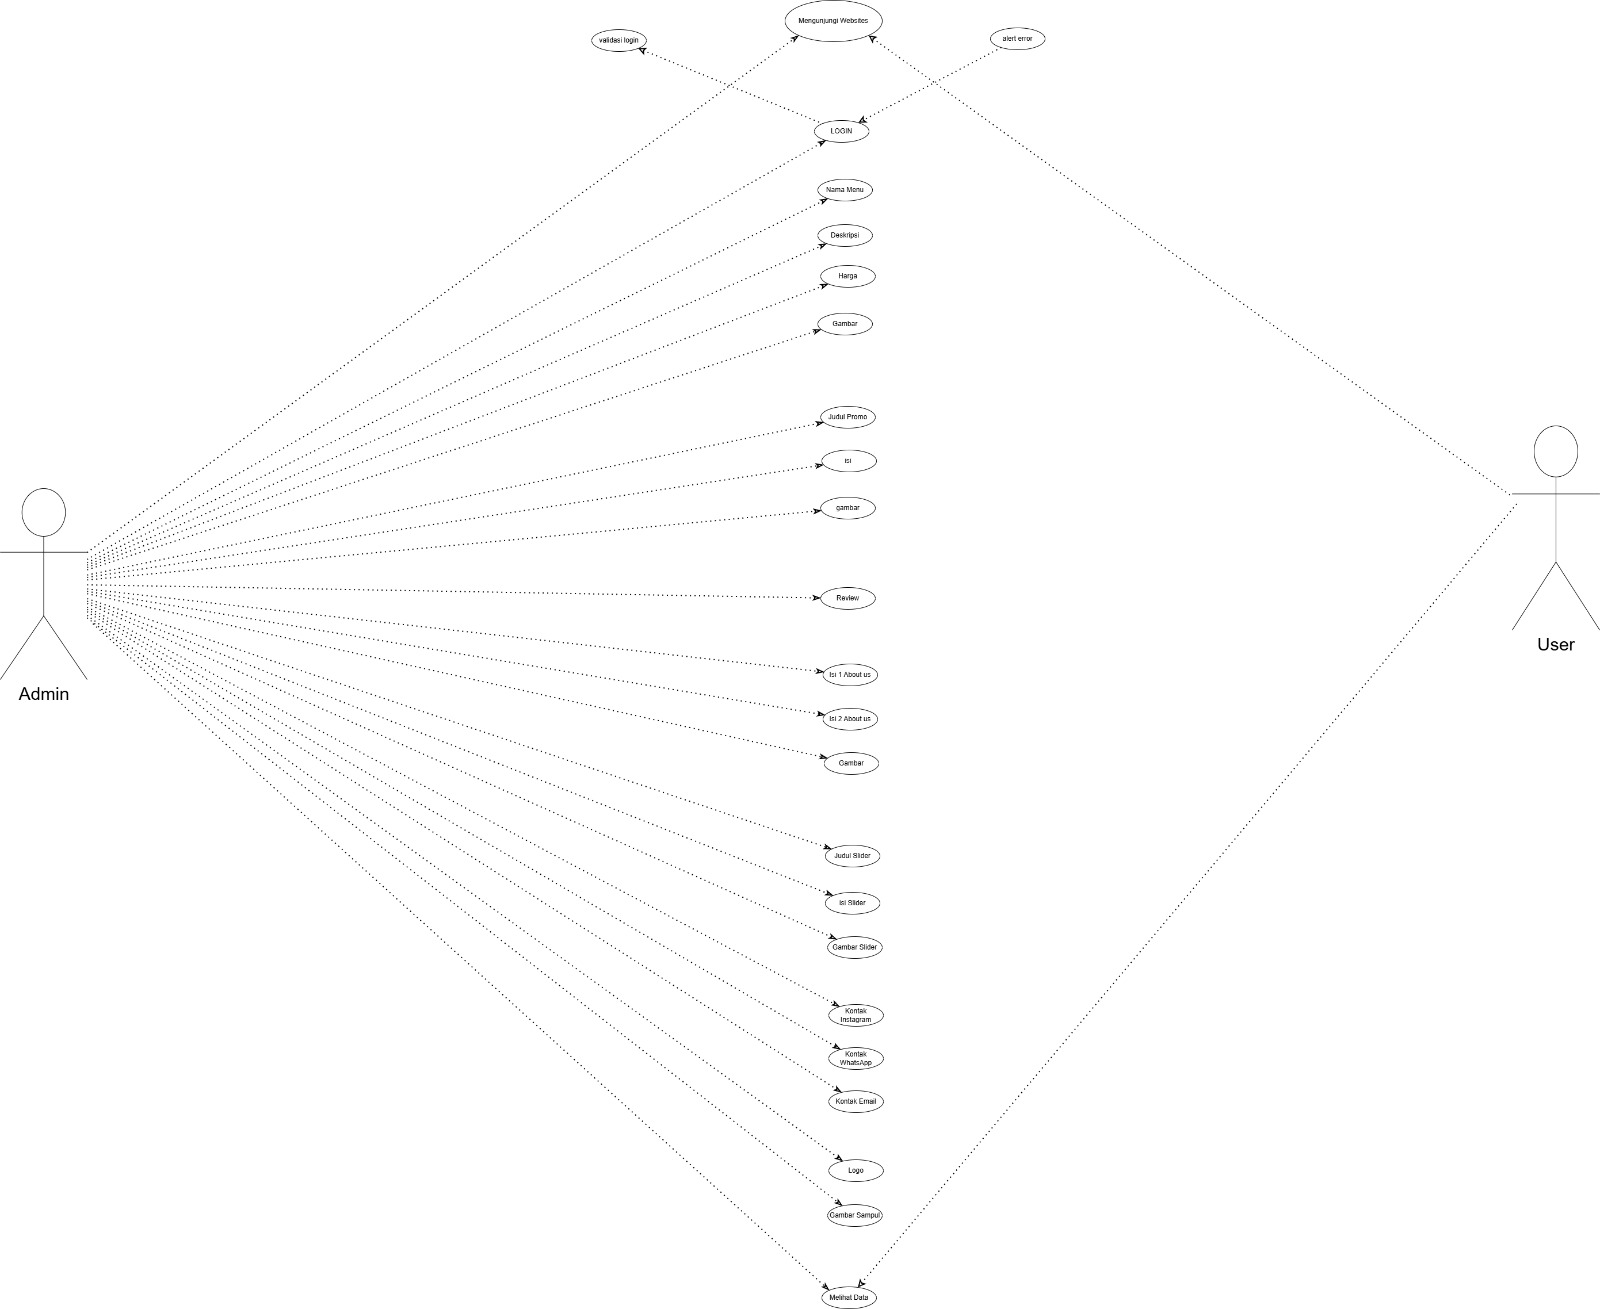 Mengunjungi Websites
validasi login
alert error
LOGIN
Nama Menu
Deskripsi
Harga
Gambar
Judul Promo
isi
gambar
Review
Isi 1 About us
Isi 2 About us
Gambar
Judul Slider
Isi Slider
Gambar Slider
Kontak
Instagram
Kontak
WhatsApp
Kontak Email
Logo
Gambar Sampul
Melihat Data
Admin
User